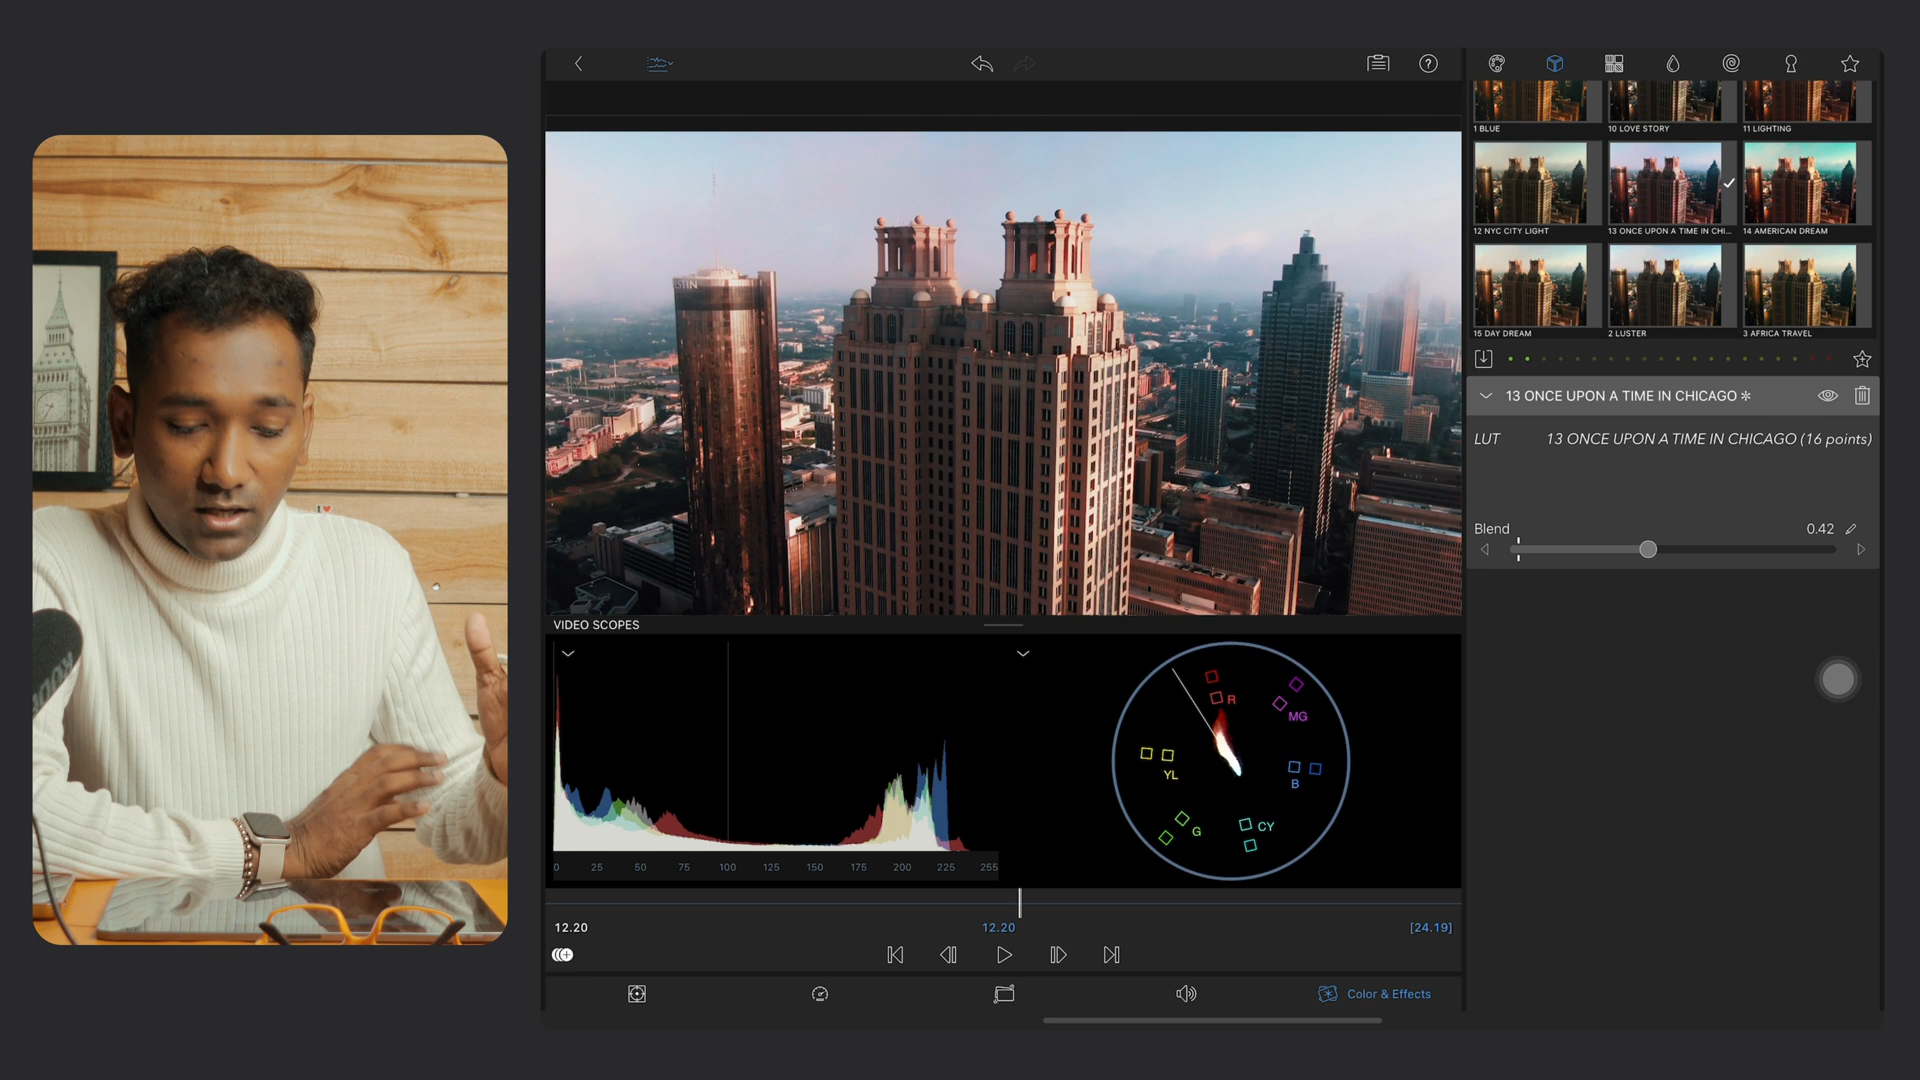 1 BLUE
10 LOVE STORY
11 LIGHTING
12 NYC CITY LIGHT
13 ONCE UPON A TIME IN CHI...
14 AMERICAN DREAM
15 DAY DREAM
2 LUSTER
3 AFRICA TRAVEL
13 ONCE UPON A TIME IN CHICAGO ✻
LUT 13 ONCE UPON A TIME IN CHICAGO (16 points)
Blend 0.42
VIDEO SCOPES
R
MG
YL
B
G
CY
0 25 50 75 100 125 150 175 200 225 255
12.20 12.20 [24.19]
Color & Effects